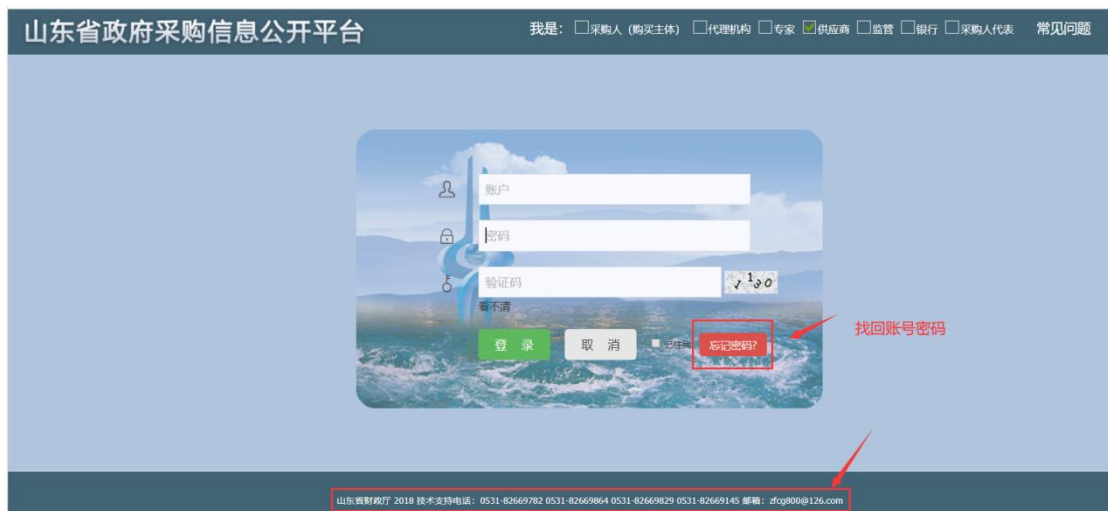 山东省政府采购信息公开平台
我是： 采购人（购买主体） 代理机构 专家 供应商 监管 银行 采购人代表 常见问题
账户
密码
验证码 1130
看不清
登 录 取 消 记住我 忘记密码?
找回账号密码
山东省财政厅 2018 技术支持电话：0531-82669782 0531-82669864 0531-82669829 0531-82669145 邮箱：zfcg800@126.com